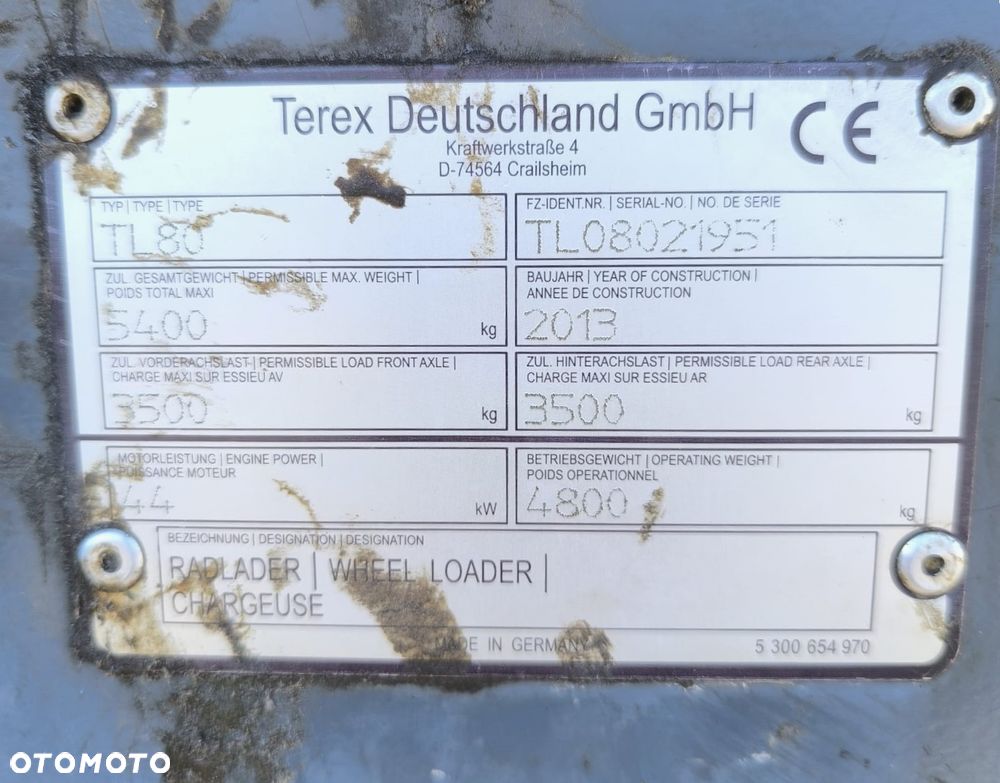 Terex Deutschland GmbH
CE
Kraftwerkstraße 4
D-74564 Crailsheim
TYP | TYPE | TYPE
TL80
FZ-IDENT.NR. | SERIAL-NO. | NO. DE SERIE
TL08021951
ZUL. GESAMTGEWICHT | PERMISSIBLE MAX. WEIGHT |
POIDS TOTAL MAXI
5400 kg
BAUJAHR | YEAR OF CONSTRUCTION |
ANNEE DE CONSTRUCTION
2013
ZUL. VORDERACHSLAST | PERMISSIBLE LOAD FRONT AXLE |
CHARGE MAXI SUR ESSIEU AV
3500 kg
ZUL. HINTERACHSLAST | PERMISSIBLE LOAD REAR AXLE |
CHARGE MAXI SUR ESSIEU AR
3500 kg
MOTORLEISTUNG | ENGINE POWER |
PUISSANCE MOTEUR
44 kW
BETRIEBSGEWICHT | OPERATING WEIGHT |
POIDS OPERATIONNEL
4800 kg
BEZEICHNUNG | DESIGNATION | DESIGNATION
RADLADER | WHEEL LOADER |
CHARGEUSE
MADE IN GERMANY
5 300 654 970
OTOMOTO